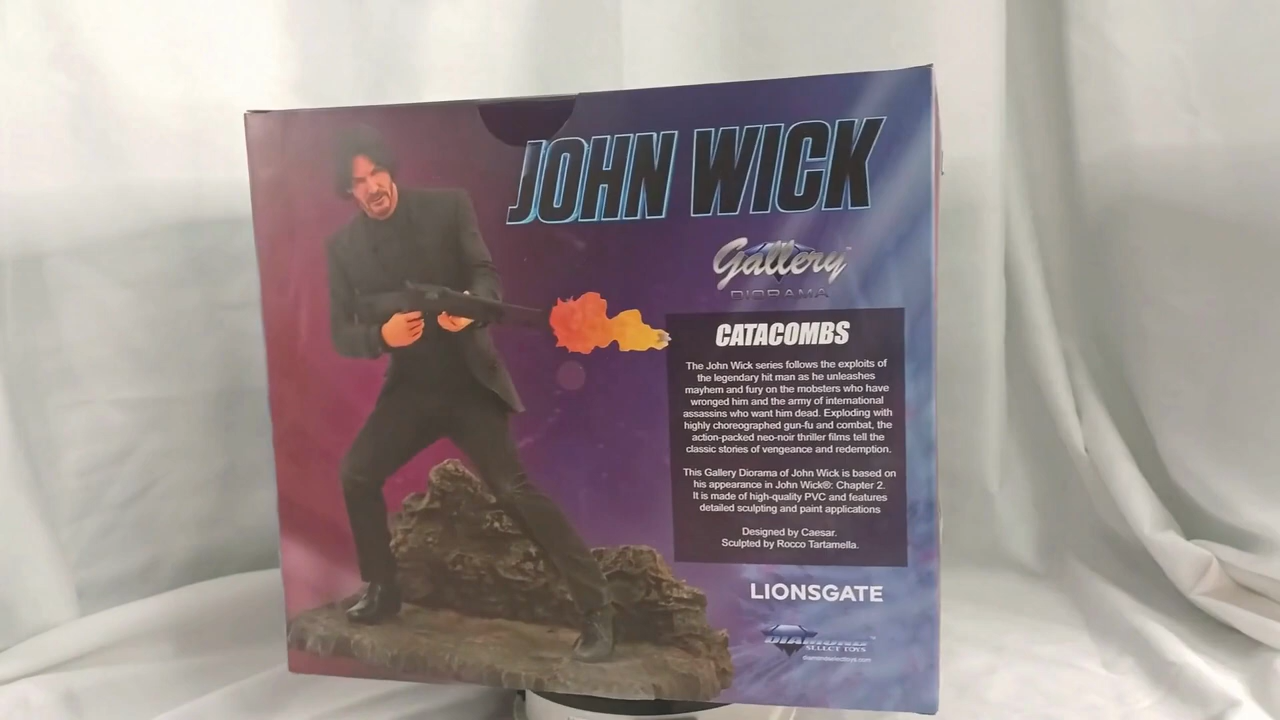 JOHN WICK
Gallery
DIORAMA
CATACOMBS
The John Wick series follows the exploits of
the legendary hit man as he unleashes
mayhem and fury on the mobsters who have
wronged him and the army of international
assassins who want him dead. Exploding with
highly choreographed gun-fu and combat, the
action-packed neo-noir thriller films tell the
classic stories of vengeance and redemption.
This Gallery Diorama of John Wick is based on
his appearance in John Wick®: Chapter 2.
It is made of high-quality PVC and features
detailed sculpting and paint applications
Designed by Caesar.
Sculpted by Rocco Tartamella.
LIONSGATE
DIAMOND
SELECT TOYS
diamondselecttoys.com